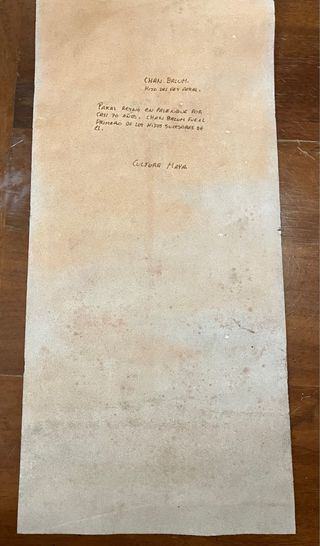 CHAN BALUM.
HIJO DEL REY PAKAL.
PAKAL REYNO EN PALENQUE POR
CASI 70 AÑOS. CHAN BALUM FUE EL
PRIMERO DE LOS HIJOS SUCESORES DE
EL.
CULTURA MAYA